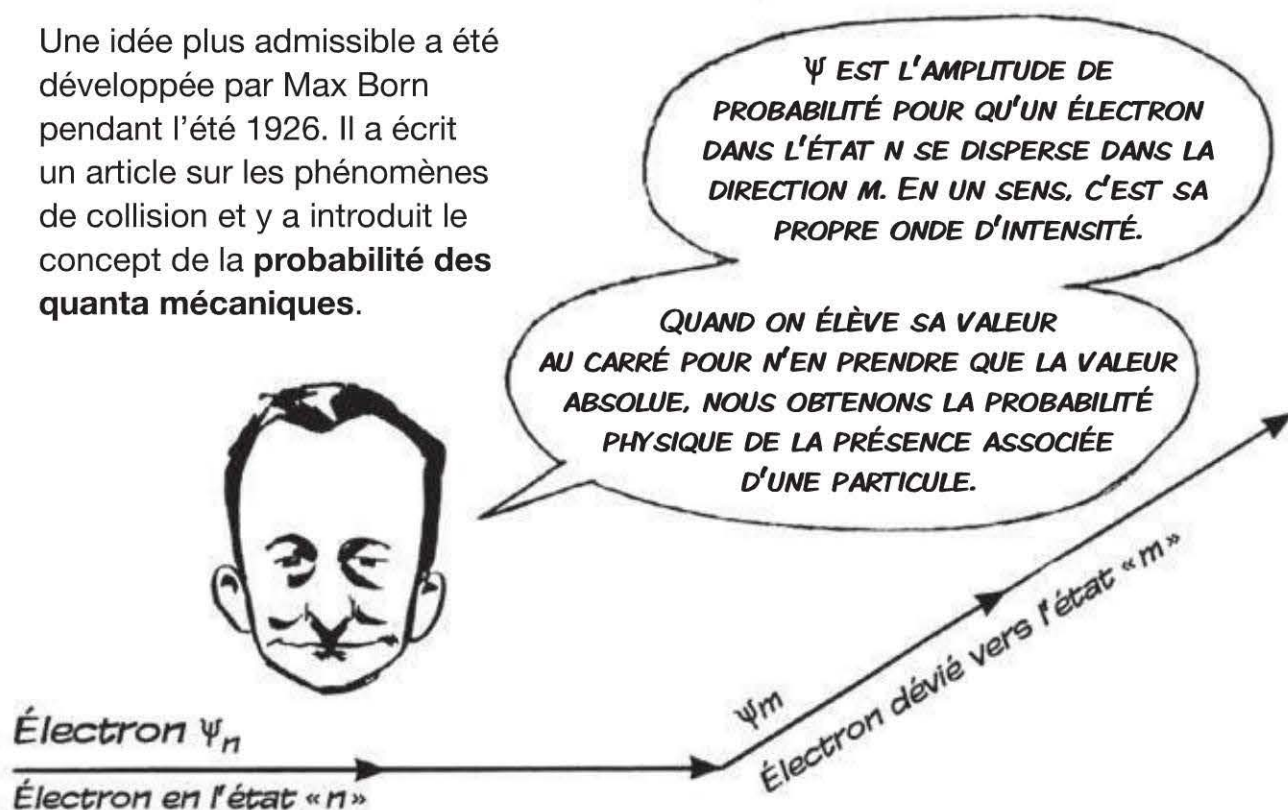 Une idée plus admissible a été
développée par Max Born
pendant l'été 1926. Il a écrit
un article sur les phénomènes
de collision et y a introduit le
concept de la probabilité des
quanta mécaniques.
Ψ EST L'AMPLITUDE DE
PROBABILITÉ POUR QU'UN ÉLECTRON
DANS L'ÉTAT N SE DISPERSE DANS LA
DIRECTION M. EN UN SENS, C'EST SA
PROPRE ONDE D'INTENSITÉ.
QUAND ON ÉLÈVE SA VALEUR
AU CARRÉ POUR N'EN PRENDRE QUE LA VALEUR
ABSOLUE, NOUS OBTENONS LA PROBABILITÉ
PHYSIQUE DE LA PRÉSENCE ASSOCIÉE
D'UNE PARTICULE.
Électron Ψn
Électron en l'état «n»
Ψm
Électron dévié vers l'état «m»